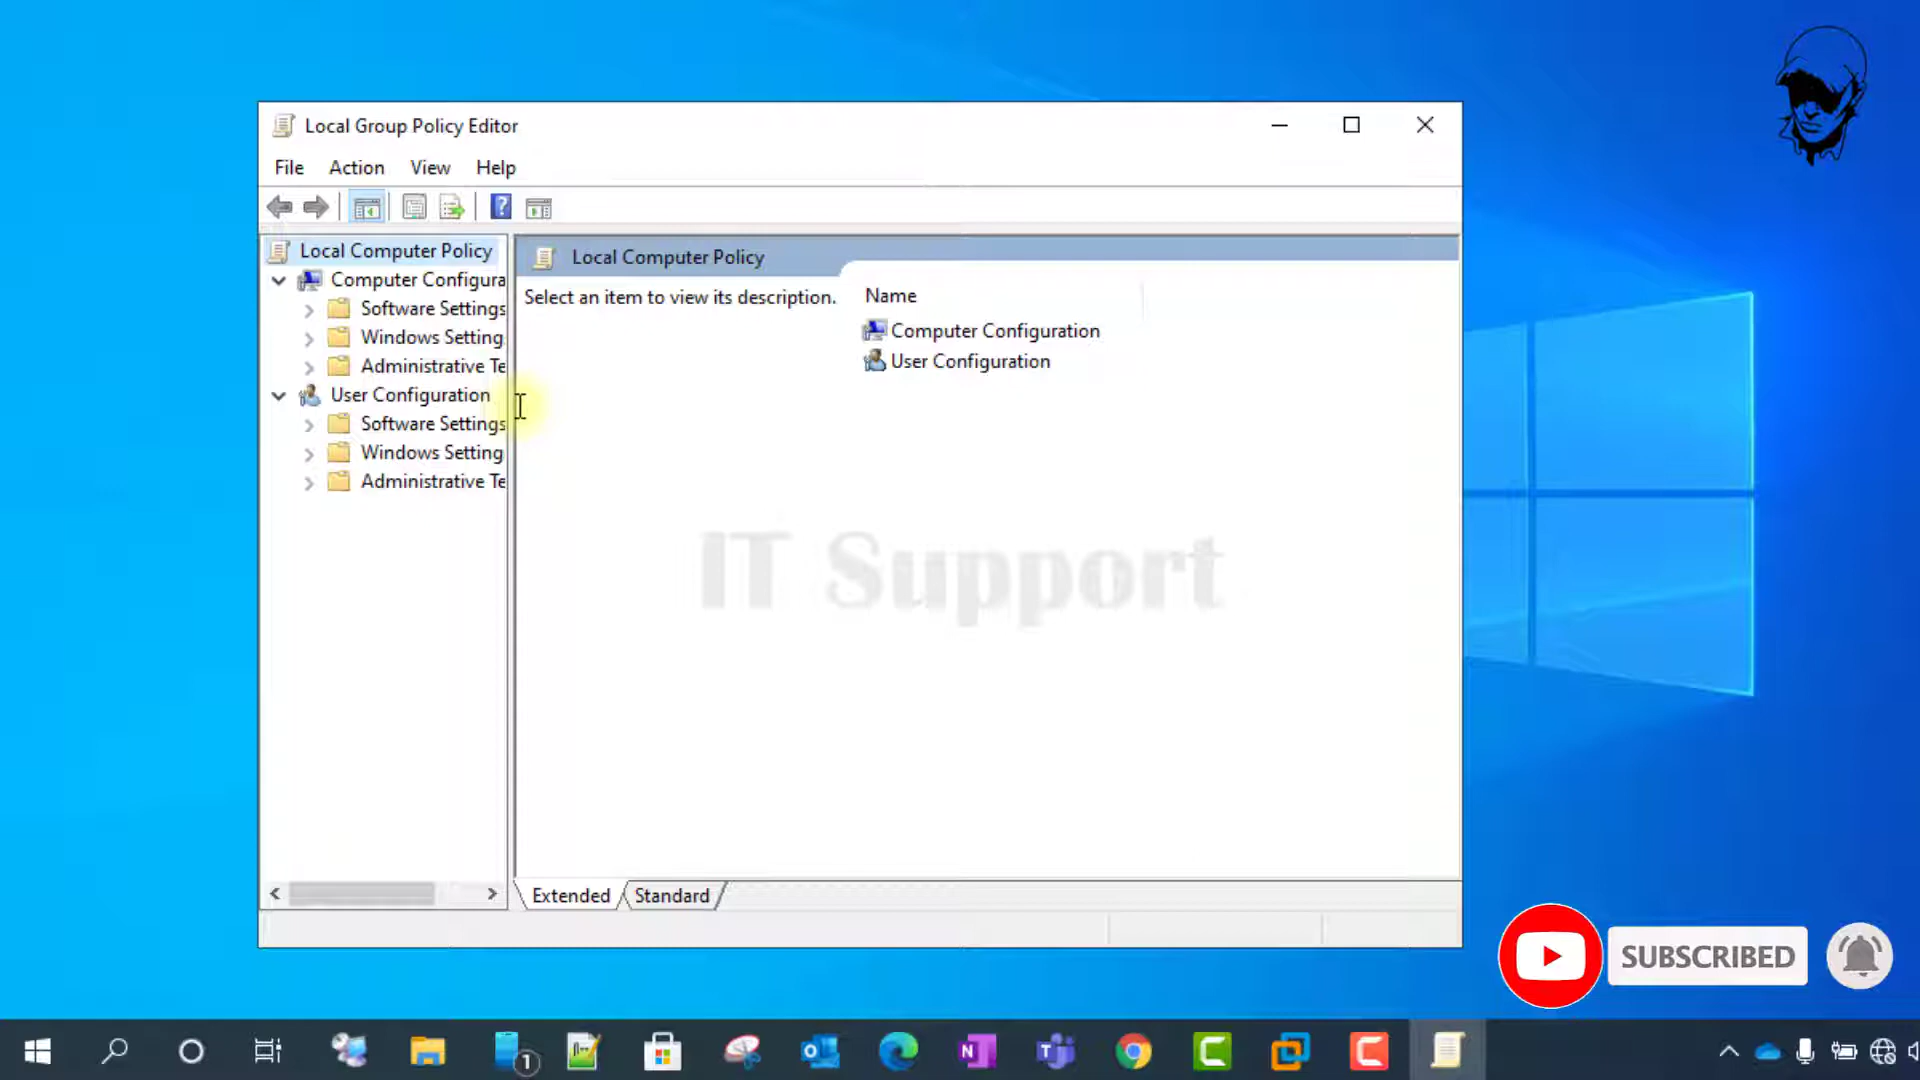 Local Group Policy Editor
File Action View Help
Local Computer Policy
Computer Configura
Software Settings
Windows Setting
Administrative Te
User Configuration
Software Settings
Windows Setting
Administrative Te
Local Computer Policy
Select an item to view its description.
Name
Computer Configuration
User Configuration
IT Support
Extended
Standard
SUBSCRIBED
1